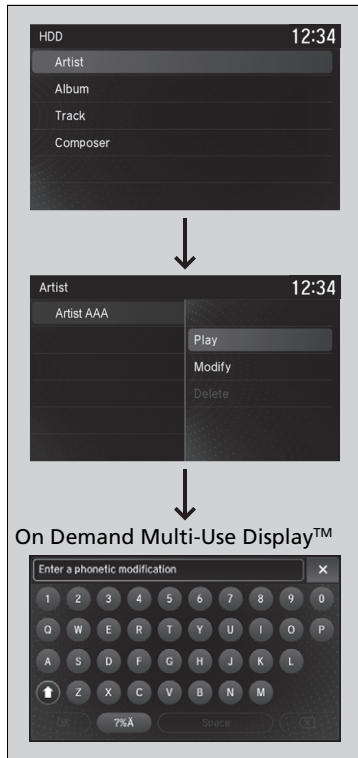 HDD 12:34
Artist
Album
Track
Composer
Artist 12:34
Artist AAA
Play
Modify
Delete
On Demand Multi-Use Display™
Enter a phonetic modification ×
1 2 3 4 5 6 7 8 9 0
Q W E R T Y U I O P
A S D F G H J K L
Z X C V B N M
OK ?%Ä Space